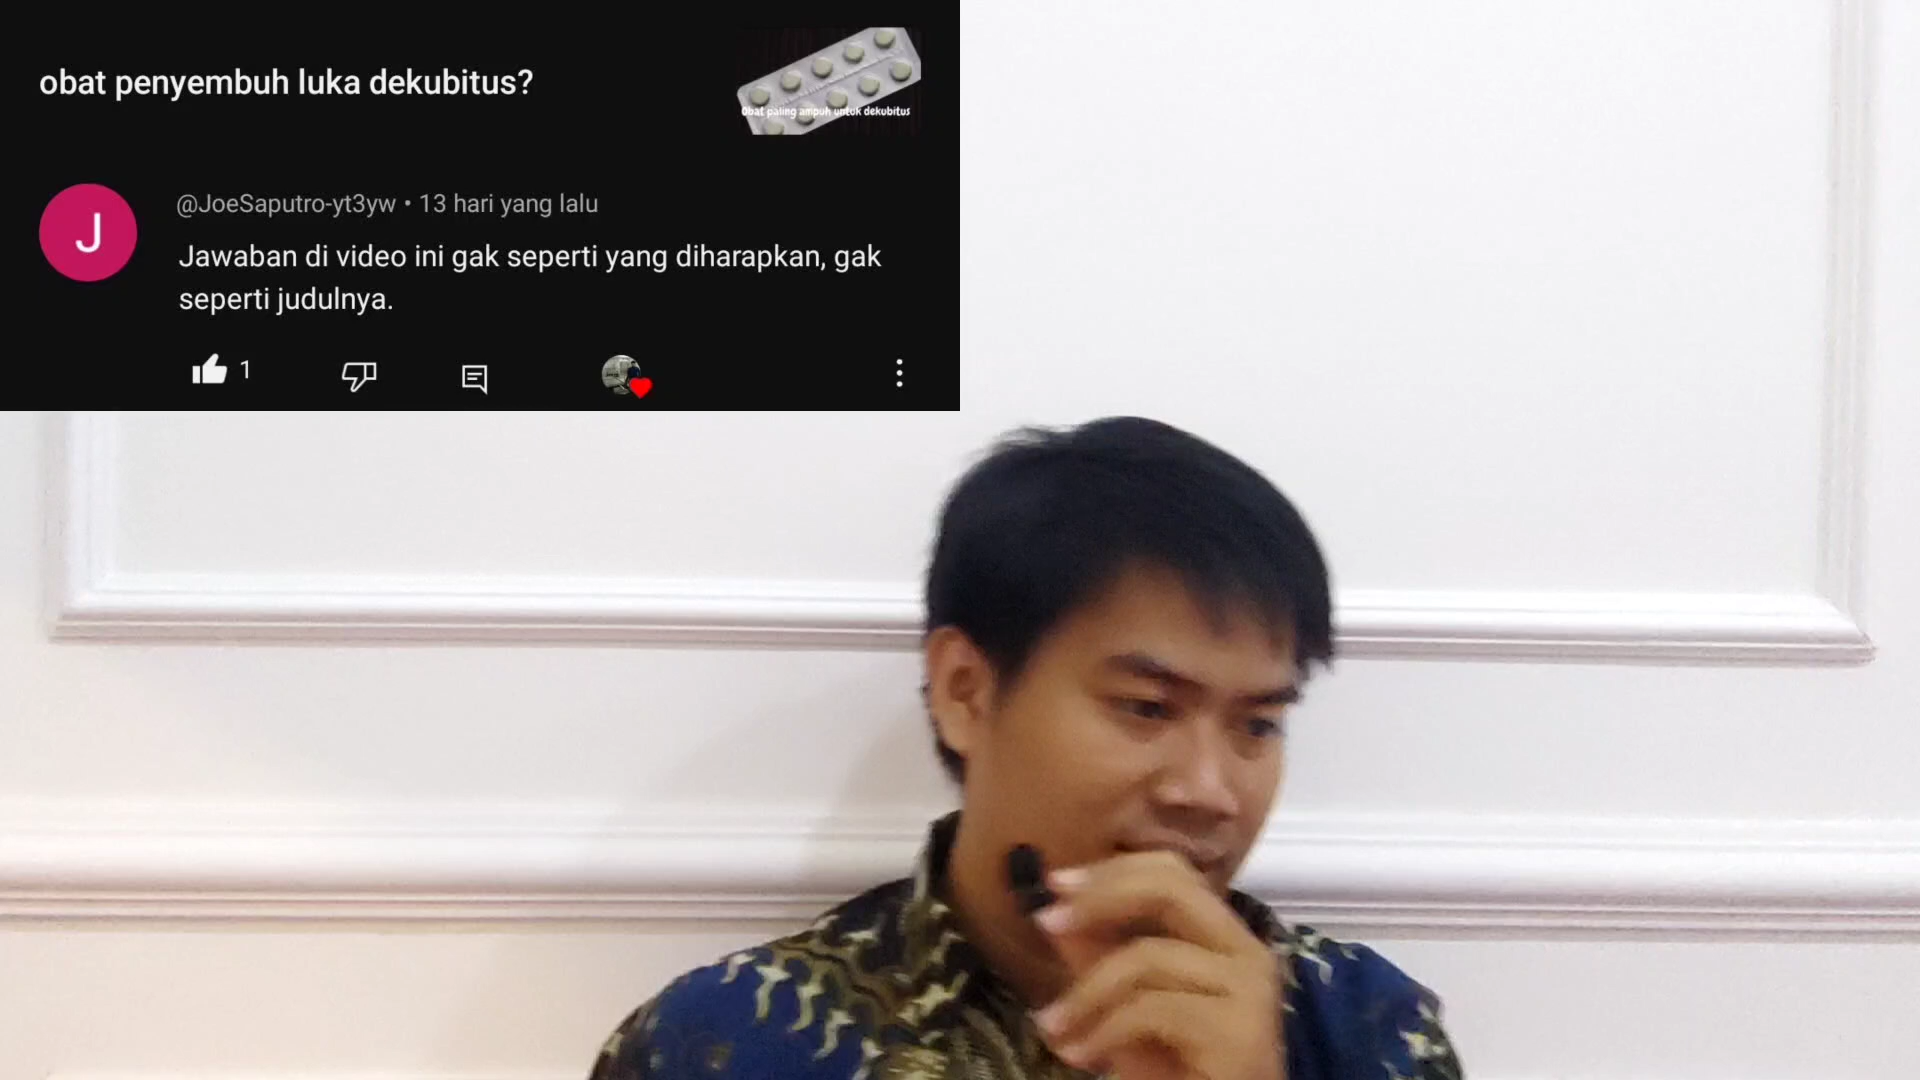 obat penyembuh luka dekubitus?
Obat paling ampuh untuk dekubitus
J
@JoeSaputro-yt3yw • 13 hari yang lalu
Jawaban di video ini gak seperti yang diharapkan, gak
seperti judulnya.
1